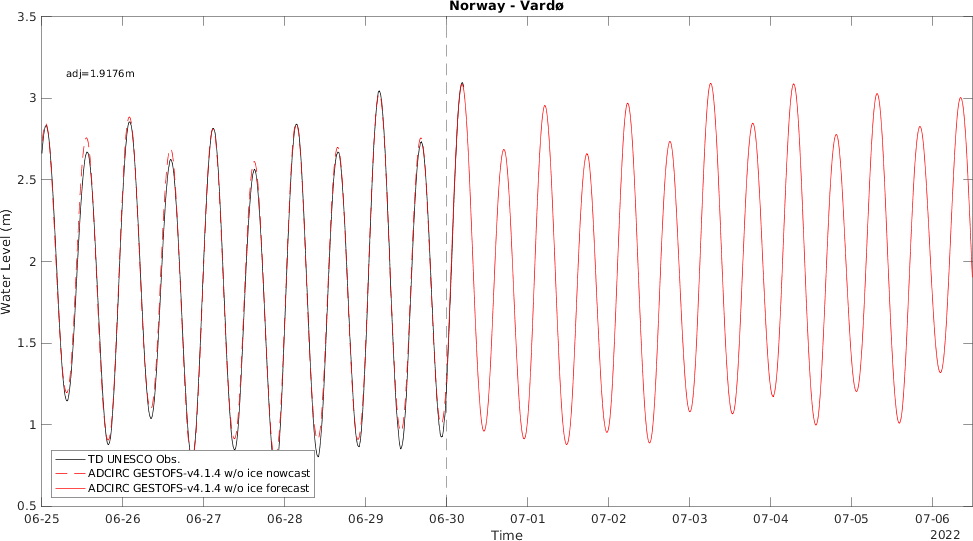 Norway - Vardø
3.5
adj=1.9176m
3
2.5
Water Level (m)
2
1.5
1
TD UNESCO Obs.
ADCIRC GESTOFS-v4.1.4 w/o ice nowcast
ADCIRC GESTOFS-v4.1.4 w/o ice forecast
0.5
06-25 06-26 06-27 06-28 06-29 06-30 07-01 07-02 07-03 07-04 07-05 07-06
Time
2022